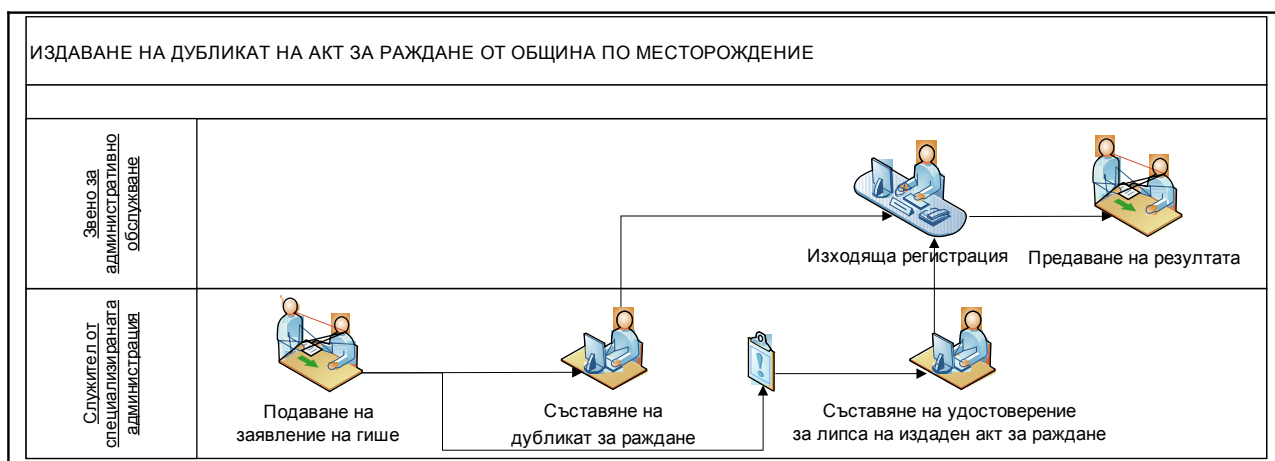 ИЗДАВАНЕ НА ДУБЛИКАТ НА АКТ ЗА РАЖДАНЕ ОТ ОБЩИНА ПО МЕСТОРОЖДЕНИЕ
Звено за
административно
обслужване
Изходяща регистрация
Предаване на резултата
Служител от
специализираната
администрация
Подаване на
заявление на гише
Съставяне на
дубликат за раждане
Съставяне на удостоверение
за липса на издаден акт за раждане